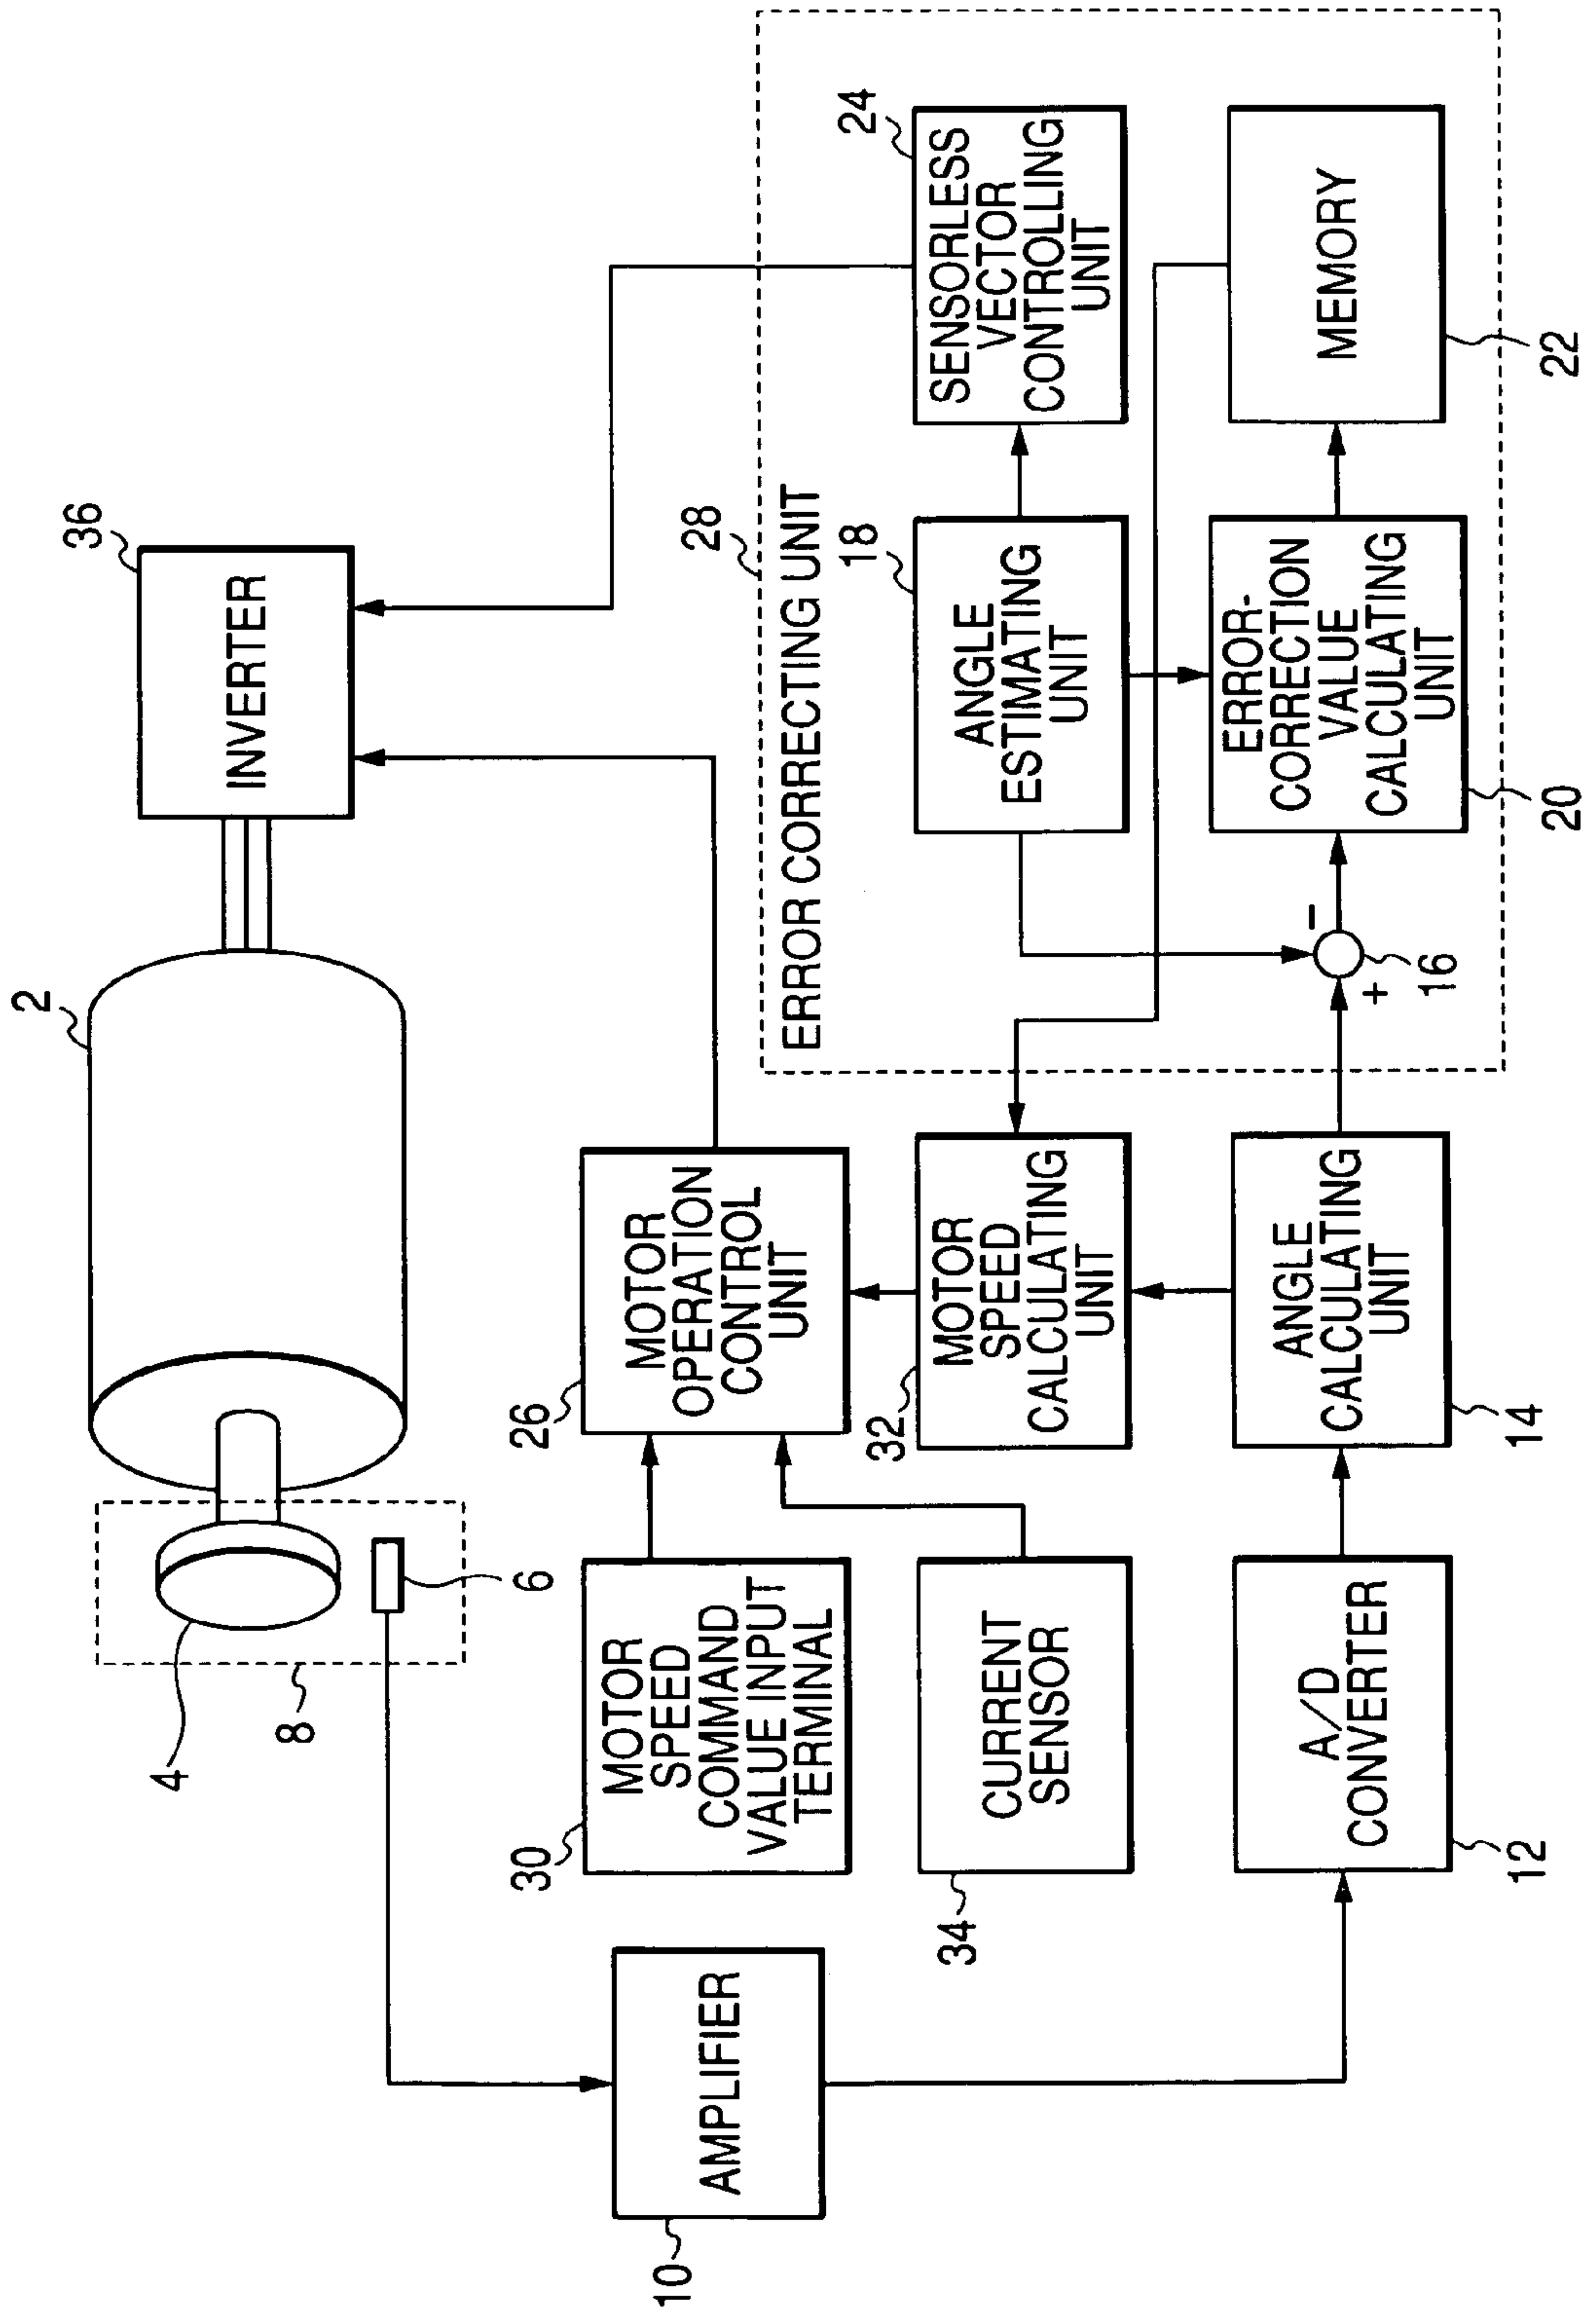 2
36
INVERTER
4
8
6
28
ERROR CORRECTING UNIT
24
SENSORLESS
VECTOR
CONTROLLING
UNIT
18
ANGLE
ESTIMATING
UNIT
MEMORY
22
ERROR-
CORRECTION
VALUE
CALCULATING
UNIT
20
−
+
16
26
MOTOR
OPERATION
CONTROL
UNIT
32
MOTOR
SPEED
CALCULATING
UNIT
ANGLE
CALCULATING
UNIT
14
30
MOTOR
SPEED
COMMAND
VALUE INPUT
TERMINAL
34
CURRENT
SENSOR
A/D
CONVERTER
12
10
AMPLIFIER